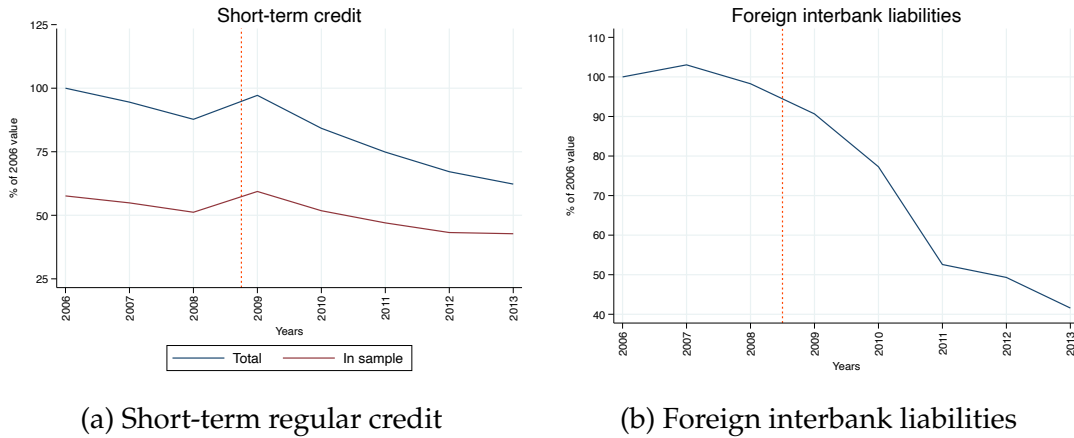 Short-term credit
125
100
75
50
25
% of 2006 value
2006 2007 2008 2009 2010 2011 2012 2013
Years
Total In sample
(a) Short-term regular credit
Foreign interbank liabilities
110
100
90
80
70
60
50
40
% of 2006 value
2006 2007 2008 2009 2010 2011 2012 2013
Years
(b) Foreign interbank liabilities